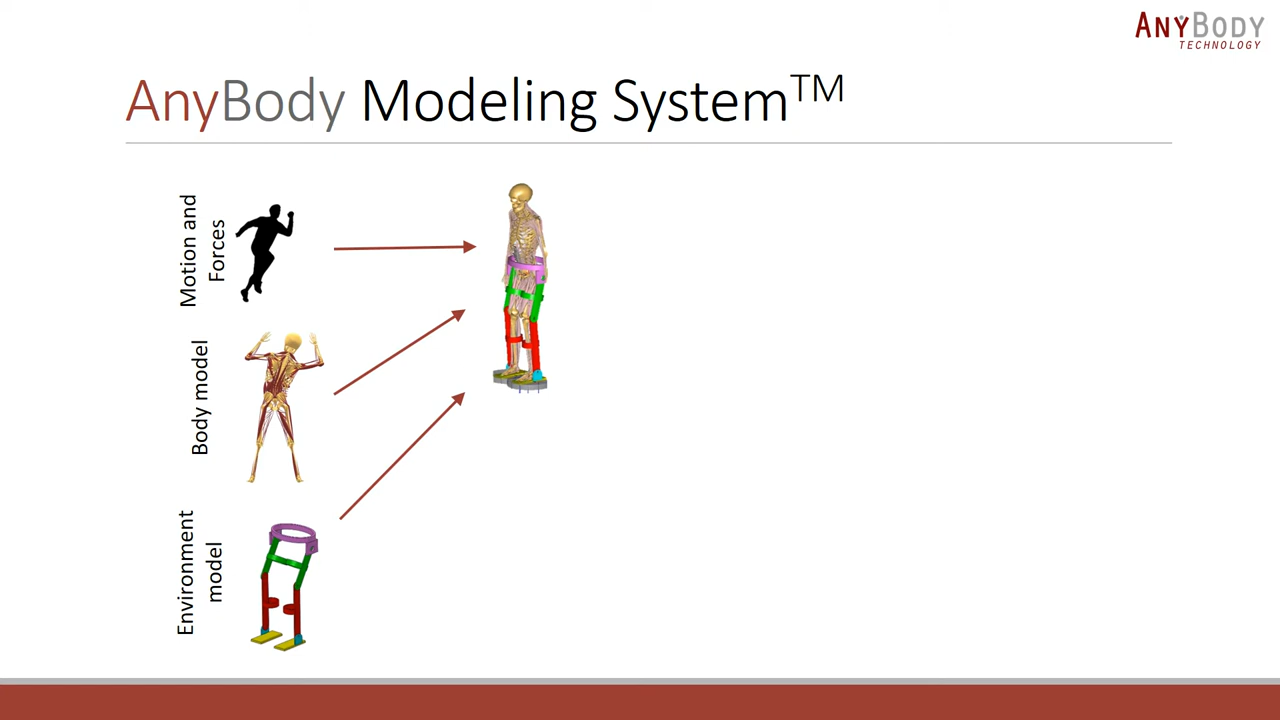 ANYBODY
TECHNOLOGY
AnyBody Modeling System™
Motion and
Forces
Body model
Environment
model